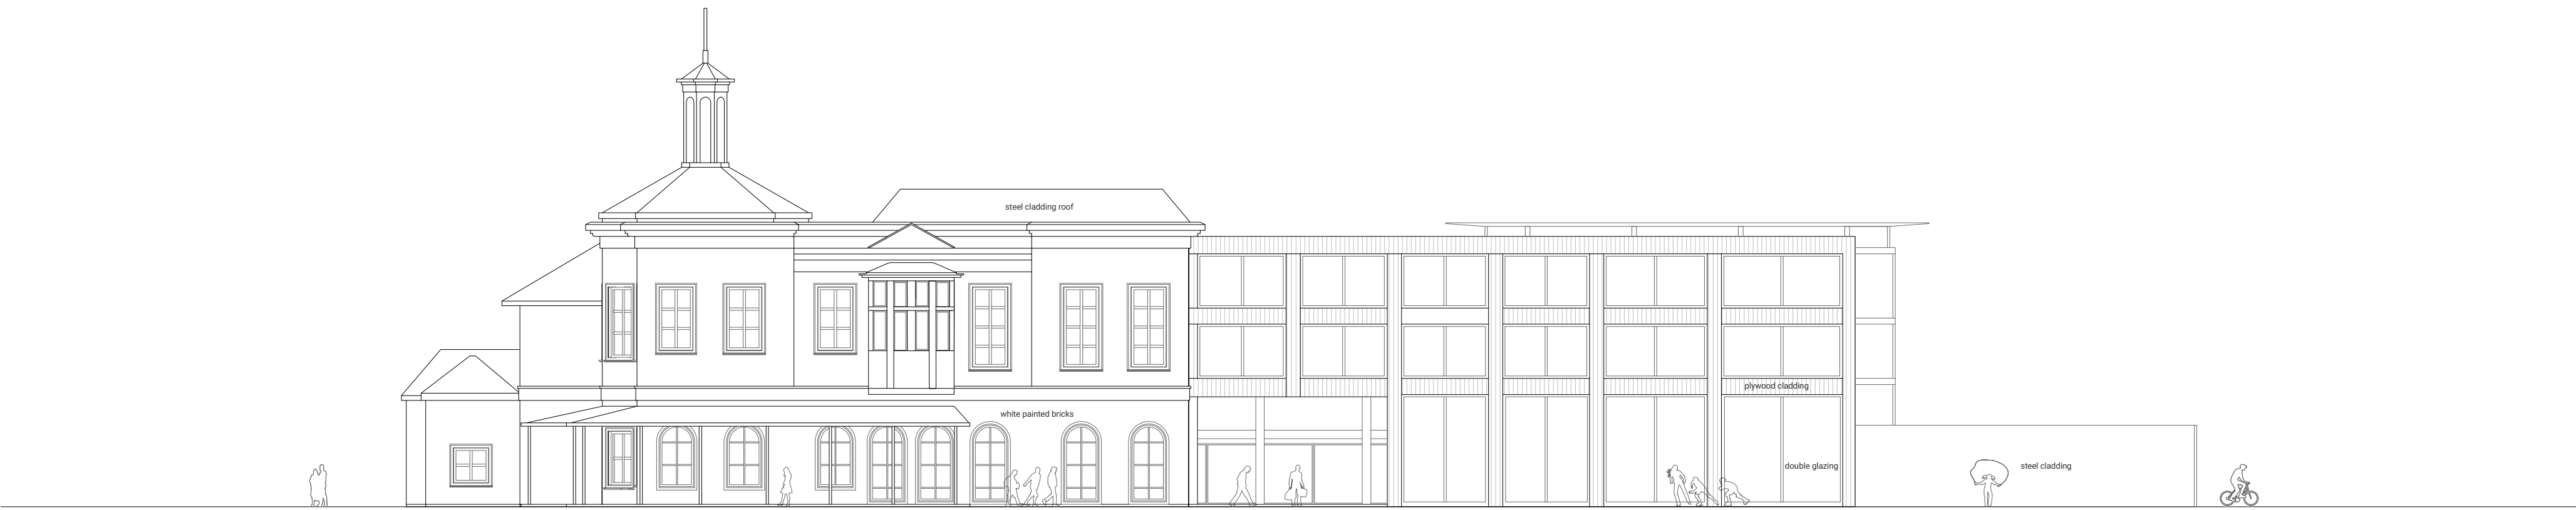 steel cladding roof
plywood cladding
white painted bricks
double glazing
steel cladding